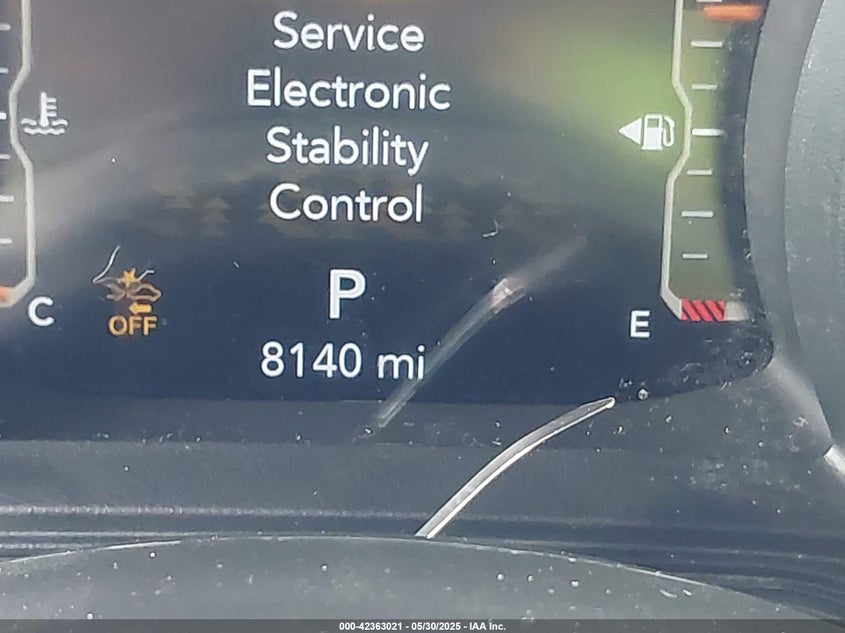 Service
Electronic
Stability
Control
P
C
OFF
E
8140 mi
000-42363021 - 05/30/2025 - IAA Inc.